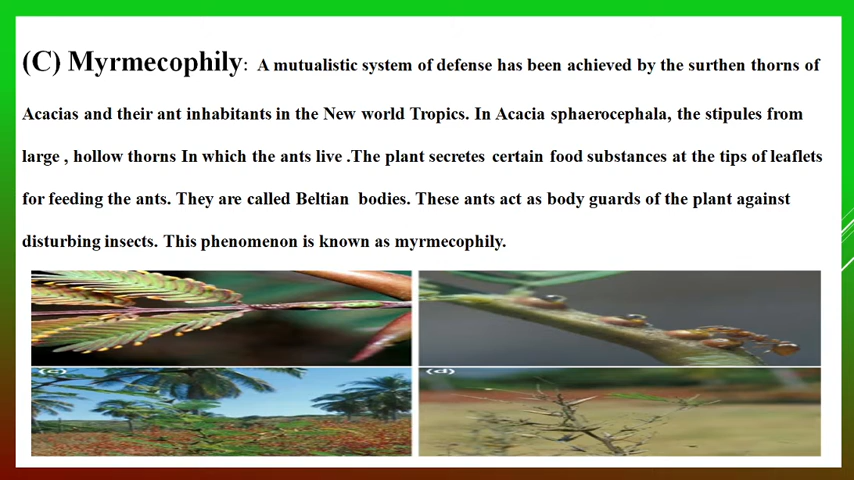 (C) Myrmecophily: A mutualistic system of defense has been achieved by the surthen thorns of
Acacias and their ant inhabitants in the New world Tropics. In Acacia sphaerocephala, the stipules from
large , hollow thorns In which the ants live .The plant secretes certain food substances at the tips of leaflets
for feeding the ants. They are called Beltian bodies. These ants act as body guards of the plant against
disturbing insects. This phenomenon is known as myrmecophily.
(c) (d)